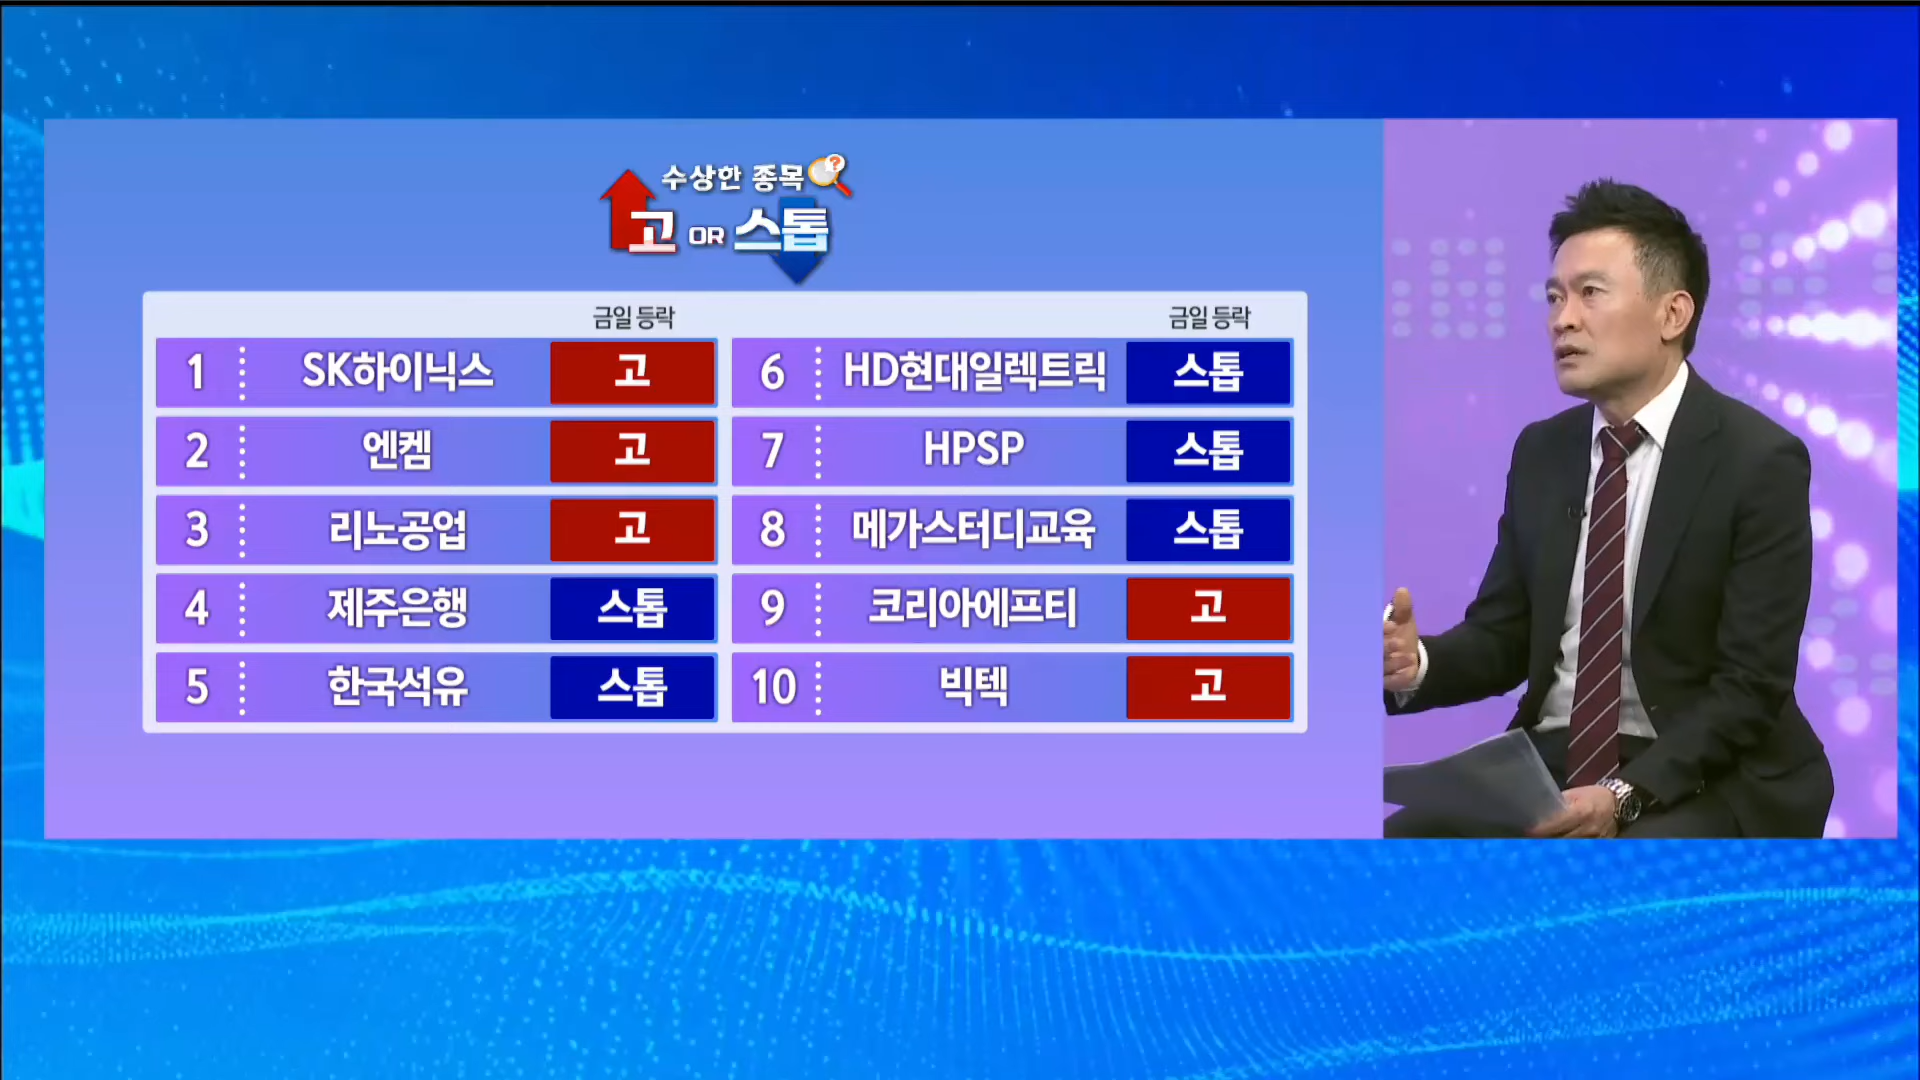 수상한 종목
고 OR 스톱
금일 등락
1 SK하이닉스 고
2 엔켐 고
3 리노공업 고
4 제주은행 스톱
5 한국석유 스톱
금일 등락
6 HD현대일렉트릭 스톱
7 HPSP 스톱
8 메가스터디교육 스톱
9 코리아에프티 고
10 빅텍 고